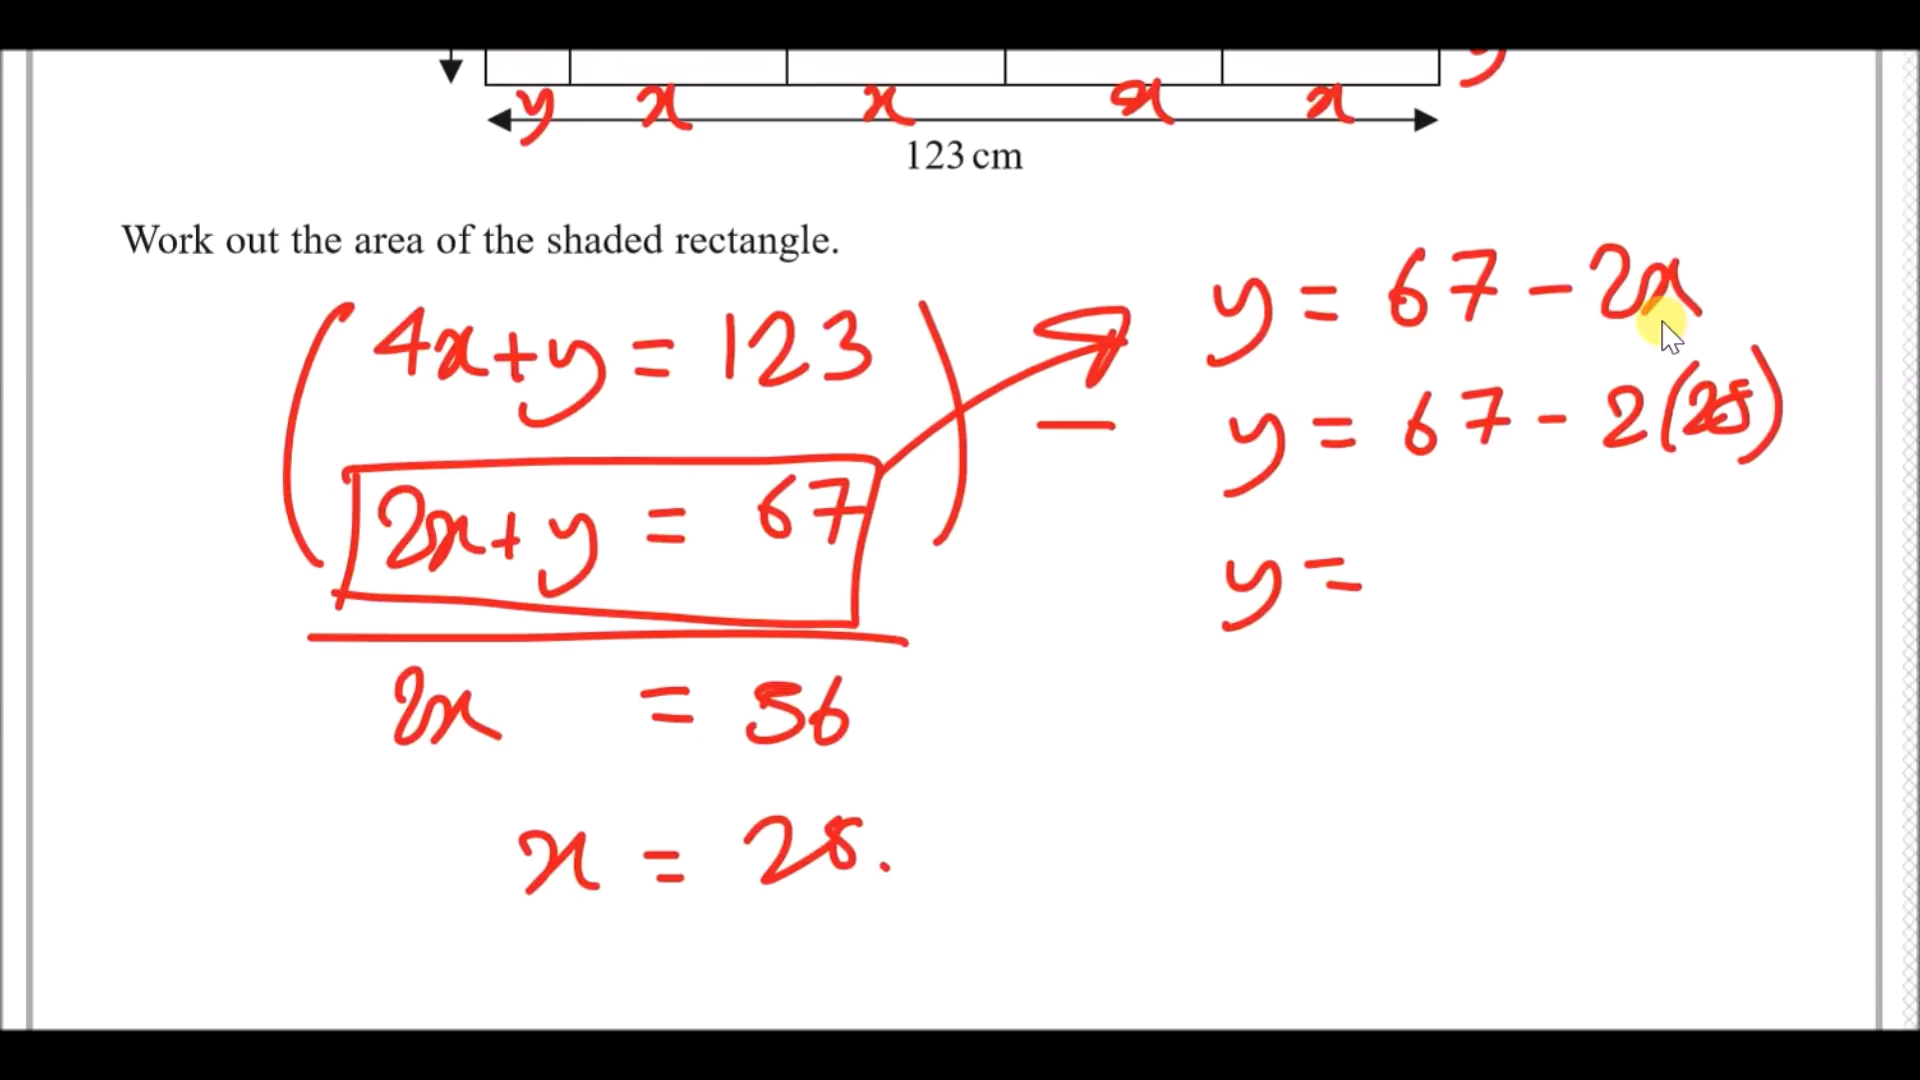 y
y x x x x
123 cm
Work out the area of the shaded rectangle.
y = 67 - 2x
(4x+y = 123)
y = 67 - 2(28)
2x+y = 67
y =
2x = 56
x = 28.